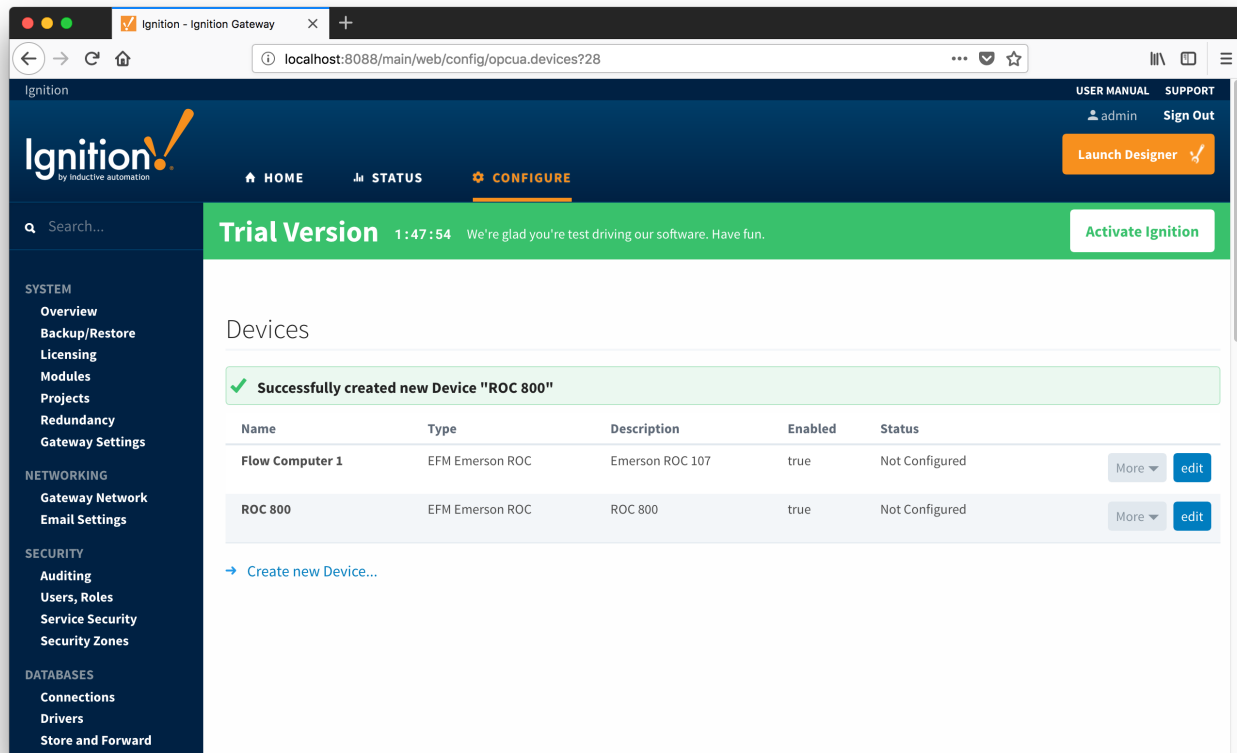 Ignition - Ignition Gateway
localhost:8088/main/web/config/opcua.devices?28
Ignition
USER MANUAL SUPPORT
admin Sign Out
Ignition!
by inductive automation
Launch Designer
HOME STATUS CONFIGURE
Search...
Trial Version 1:47:54 We're glad you're test driving our software. Have fun.
Activate Ignition
SYSTEM
Overview
Backup/Restore
Licensing
Modules
Projects
Redundancy
Gateway Settings
NETWORKING
Gateway Network
Email Settings
SECURITY
Auditing
Users, Roles
Service Security
Security Zones
DATABASES
Connections
Drivers
Store and Forward
Devices
Successfully created new Device "ROC 800"
Name Type Description Enabled Status
Flow Computer 1 EFM Emerson ROC Emerson ROC 107 true Not Configured More edit
ROC 800 EFM Emerson ROC ROC 800 true Not Configured More edit
Create new Device...